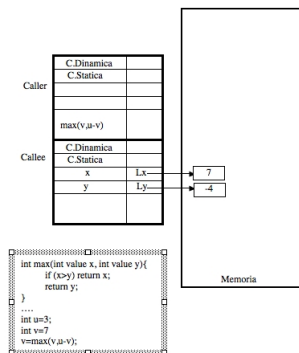 C.Dinamica
C.Statica
Caller
max(v,u-v)
Callee
C.Dinamica
C.Statica
x Lx 7
y Ly -4
Memoria
int max(int value x, int value y){
if (x>y) return x;
return y;
}
....
int u=3;
int v=7
v=max(v,u-v);